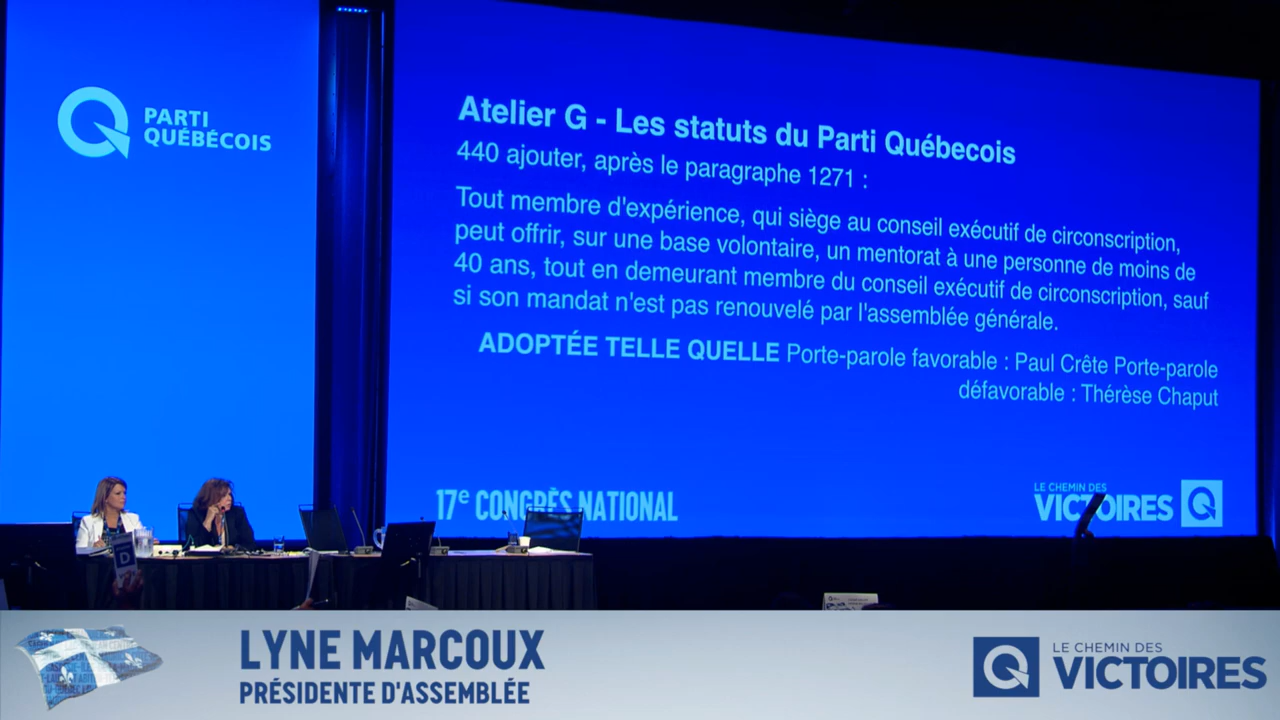 PARTI
QUÉBÉCOIS
Atelier G - Les statuts du Parti Québecois
440 ajouter, après le paragraphe 1271 :
Tout membre d'expérience, qui siège au conseil exécutif de circonscription,
peut offrir, sur une base volontaire, un mentorat à une personne de moins de
40 ans, tout en demeurant membre du conseil exécutif de circonscription, sauf
si son mandat n'est pas renouvelé par l'assemblée générale.
ADOPTÉE TELLE QUELLE Porte-parole favorable : Paul Crête Porte-parole
défavorable : Thérèse Chaput
17e CONGRÈS NATIONAL
LE CHEMIN DES
VICTOIRES
D
LYNE MARCOUX
PRÉSIDENTE D'ASSEMBLÉE
LE CHEMIN DES
VICTOIRES